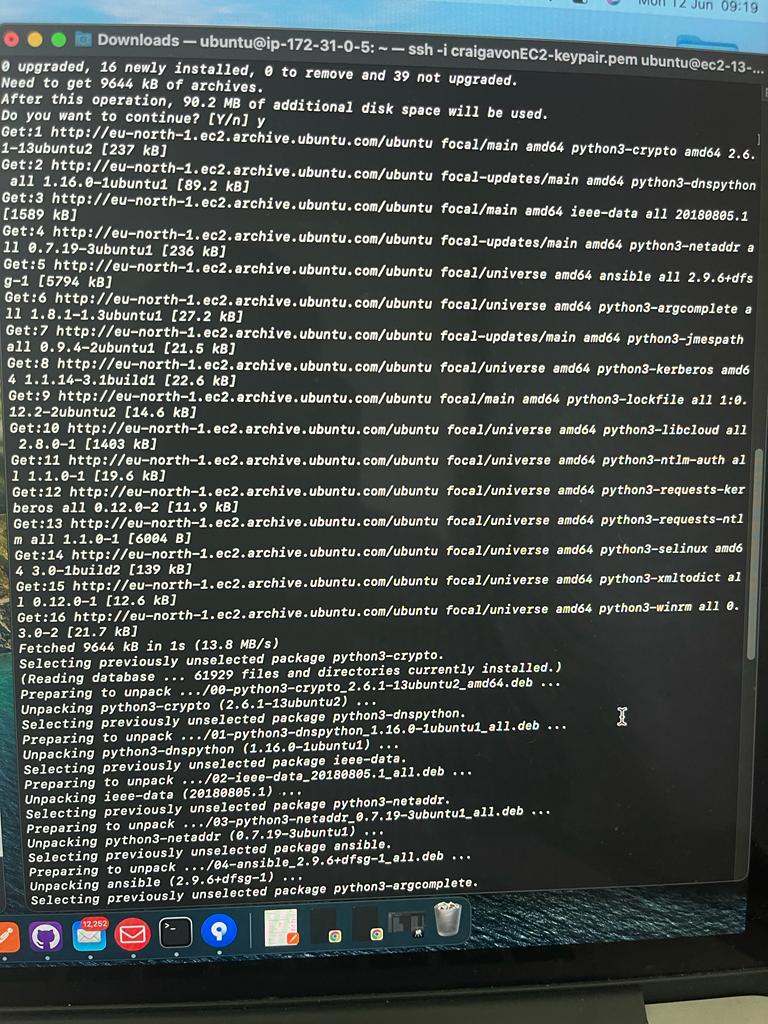 Mon 12 Jun 09:19
Downloads — ubuntu@ip-172-31-0-5: ~ — ssh -i craigavonEC2-keypair.pem ubuntu@ec2-13-...
0 upgraded, 16 newly installed, 0 to remove and 39 not upgraded.
Need to get 9644 kB of archives.
After this operation, 90.2 MB of additional disk space will be used.
Do you want to continue? [Y/n] y
Get:1 http://eu-north-1.ec2.archive.ubuntu.com/ubuntu focal/main amd64 python3-crypto amd64 2.6.
1-13ubuntu2 [237 kB]
Get:2 http://eu-north-1.ec2.archive.ubuntu.com/ubuntu focal-updates/main amd64 python3-dnspython
 all 1.16.0-1ubuntu1 [89.2 kB]
Get:3 http://eu-north-1.ec2.archive.ubuntu.com/ubuntu focal/main amd64 ieee-data all 20180805.1
[1589 kB]
Get:4 http://eu-north-1.ec2.archive.ubuntu.com/ubuntu focal-updates/main amd64 python3-netaddr a
ll 0.7.19-3ubuntu1 [236 kB]
Get:5 http://eu-north-1.ec2.archive.ubuntu.com/ubuntu focal/universe amd64 ansible all 2.9.6+dfs
g-1 [5794 kB]
Get:6 http://eu-north-1.ec2.archive.ubuntu.com/ubuntu focal/universe amd64 python3-argcomplete a
ll 1.8.1-1.3ubuntu1 [27.2 kB]
Get:7 http://eu-north-1.ec2.archive.ubuntu.com/ubuntu focal-updates/main amd64 python3-jmespath
all 0.9.4-2ubuntu1 [21.5 kB]
Get:8 http://eu-north-1.ec2.archive.ubuntu.com/ubuntu focal/universe amd64 python3-kerberos amd6
4 1.1.14-3.1build1 [22.6 kB]
Get:9 http://eu-north-1.ec2.archive.ubuntu.com/ubuntu focal/main amd64 python3-lockfile all 1:0.
12.2-2ubuntu2 [14.6 kB]
Get:10 http://eu-north-1.ec2.archive.ubuntu.com/ubuntu focal/universe amd64 python3-libcloud all
 2.8.0-1 [1403 kB]
Get:11 http://eu-north-1.ec2.archive.ubuntu.com/ubuntu focal/universe amd64 python3-ntlm-auth al
l 1.1.0-1 [19.6 kB]
Get:12 http://eu-north-1.ec2.archive.ubuntu.com/ubuntu focal/universe amd64 python3-requests-ker
beros all 0.12.0-2 [11.9 kB]
Get:13 http://eu-north-1.ec2.archive.ubuntu.com/ubuntu focal/universe amd64 python3-requests-ntl
m all 1.1.0-1 [6004 B]
Get:14 http://eu-north-1.ec2.archive.ubuntu.com/ubuntu focal/universe amd64 python3-selinux amd6
4 3.0-1build2 [139 kB]
Get:15 http://eu-north-1.ec2.archive.ubuntu.com/ubuntu focal/universe amd64 python3-xmltodict al
l 0.12.0-1 [12.6 kB]
Get:16 http://eu-north-1.ec2.archive.ubuntu.com/ubuntu focal/universe amd64 python3-winrm all 0.
3.0-2 [21.7 kB]
Fetched 9644 kB in 1s (13.8 MB/s)
Selecting previously unselected package python3-crypto.
(Reading database ... 61929 files and directories currently installed.)
Preparing to unpack .../00-python3-crypto_2.6.1-13ubuntu2_amd64.deb ...
Unpacking python3-crypto (2.6.1-13ubuntu2) ...
Selecting previously unselected package python3-dnspython.
Preparing to unpack .../01-python3-dnspython_1.16.0-1ubuntu1_all.deb ...
Unpacking python3-dnspython (1.16.0-1ubuntu1) ...
Selecting previously unselected package ieee-data.
Preparing to unpack .../02-ieee-data_20180805.1_all.deb ...
Unpacking ieee-data (20180805.1) ...
Selecting previously unselected package python3-netaddr.
Preparing to unpack .../03-python3-netaddr_0.7.19-3ubuntu1_all.deb ...
Unpacking python3-netaddr (0.7.19-3ubuntu1) ...
Selecting previously unselected package ansible.
Preparing to unpack .../04-ansible_2.9.6+dfsg-1_all.deb ...
Unpacking ansible (2.9.6+dfsg-1) ...
Selecting previously unselected package python3-argcomplete.
12,252